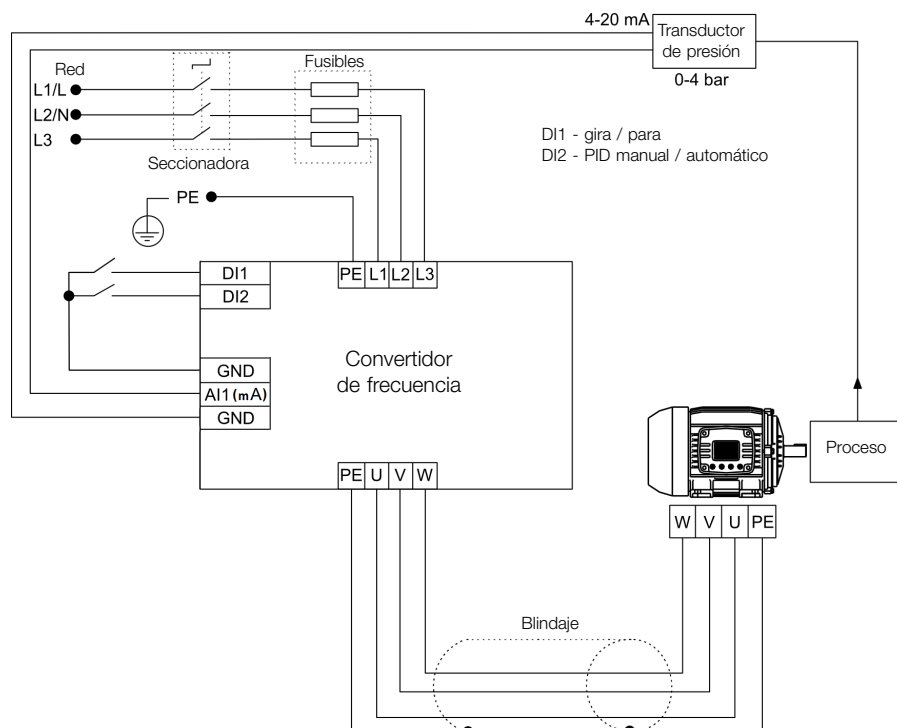 4-20 mA
Transductor
de presión
0-4 bar
Red
Fusibles
L1/L
L2/N
L3
Seccionadora
DI1 - gira / para
DI2 - PID manual / automático
PE
PE L1 L2 L3
DI1
DI2
Convertidor
de frecuencia
GND
AI1 (mA)
GND
Proceso
PE U V W
W V U PE
Blindaje